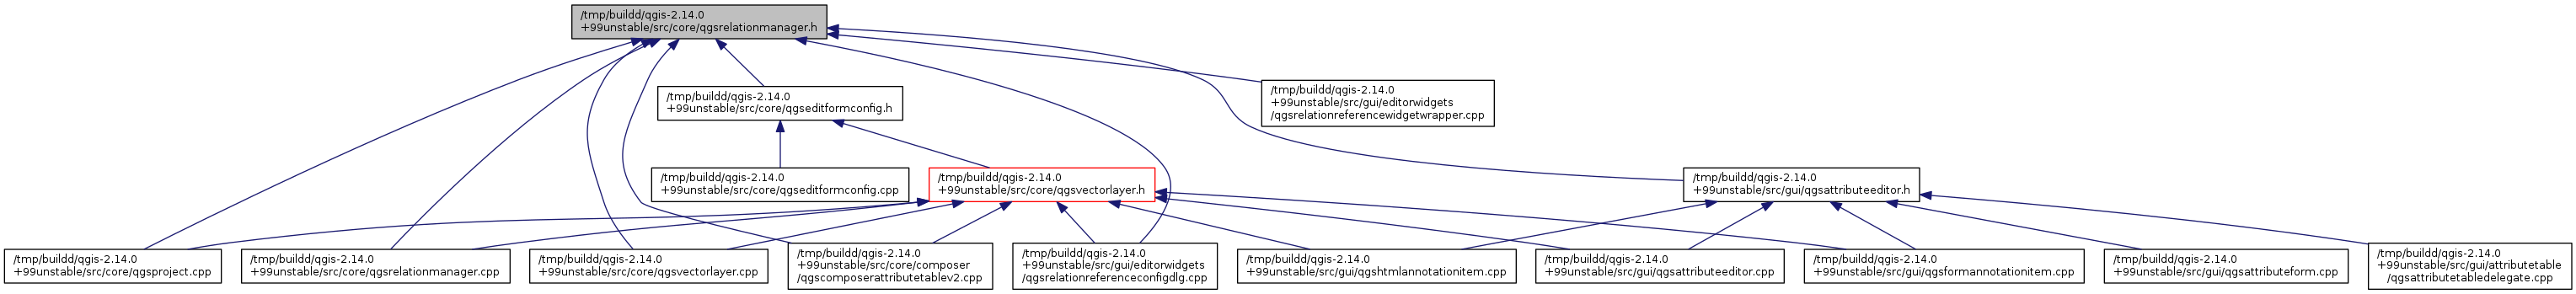 /tmp/buildd/qgis-2.14.0
+99unstable/src/core/qgsrelationmanager.h
/tmp/buildd/qgis-2.14.0
+99unstable/src/core/qgseditformconfig.h
/tmp/buildd/qgis-2.14.0
+99unstable/src/gui/editorwidgets
/qgsrelationreferencewidgetwrapper.cpp
/tmp/buildd/qgis-2.14.0
+99unstable/src/core/qgseditformconfig.cpp
/tmp/buildd/qgis-2.14.0
+99unstable/src/core/qgsvectorlayer.h
/tmp/buildd/qgis-2.14.0
+99unstable/src/gui/qgsattributeeditor.h
/tmp/buildd/qgis-2.14.0
+99unstable/src/core/qgsproject.cpp
/tmp/buildd/qgis-2.14.0
+99unstable/src/core/qgsrelationmanager.cpp
/tmp/buildd/qgis-2.14.0
+99unstable/src/core/qgsvectorlayer.cpp
/tmp/buildd/qgis-2.14.0
+99unstable/src/core/composer
/qgscomposerattributetablev2.cpp
/tmp/buildd/qgis-2.14.0
+99unstable/src/gui/editorwidgets
/qgsrelationreferenceconfigdlg.cpp
/tmp/buildd/qgis-2.14.0
+99unstable/src/gui/qgshtmlannotationitem.cpp
/tmp/buildd/qgis-2.14.0
+99unstable/src/gui/qgsattributeeditor.cpp
/tmp/buildd/qgis-2.14.0
+99unstable/src/gui/qgsformannotationitem.cpp
/tmp/buildd/qgis-2.14.0
+99unstable/src/gui/qgsattributeform.cpp
/tmp/buildd/qgis-2.14.0
+99unstable/src/gui/attributetable
/qgsattributetabledelegate.cpp